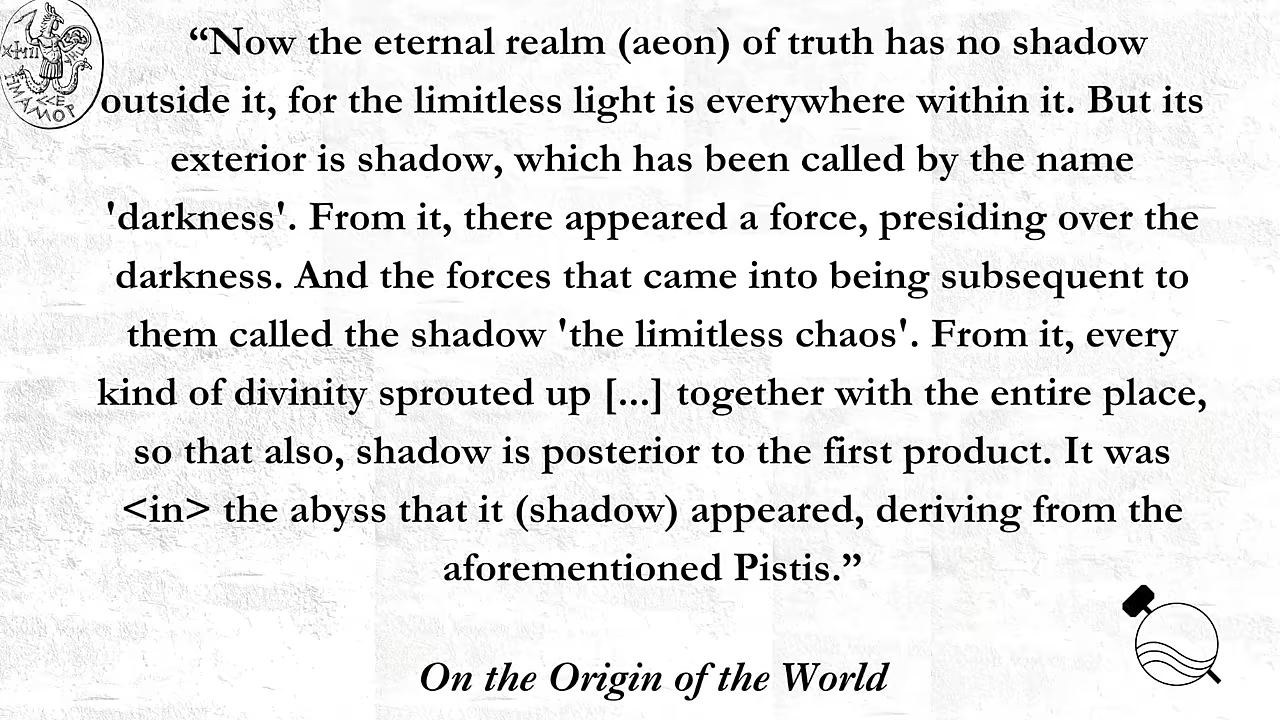 “Now the eternal realm (aeon) of truth has no shadow
outside it, for the limitless light is everywhere within it. But its
exterior is shadow, which has been called by the name
'darkness'. From it, there appeared a force, presiding over the
darkness. And the forces that came into being subsequent to
them called the shadow 'the limitless chaos'. From it, every
kind of divinity sprouted up [...] together with the entire place,
so that also, shadow is posterior to the first product. It was
<in> the abyss that it (shadow) appeared, deriving from the
aforementioned Pistis.”
On the Origin of the World